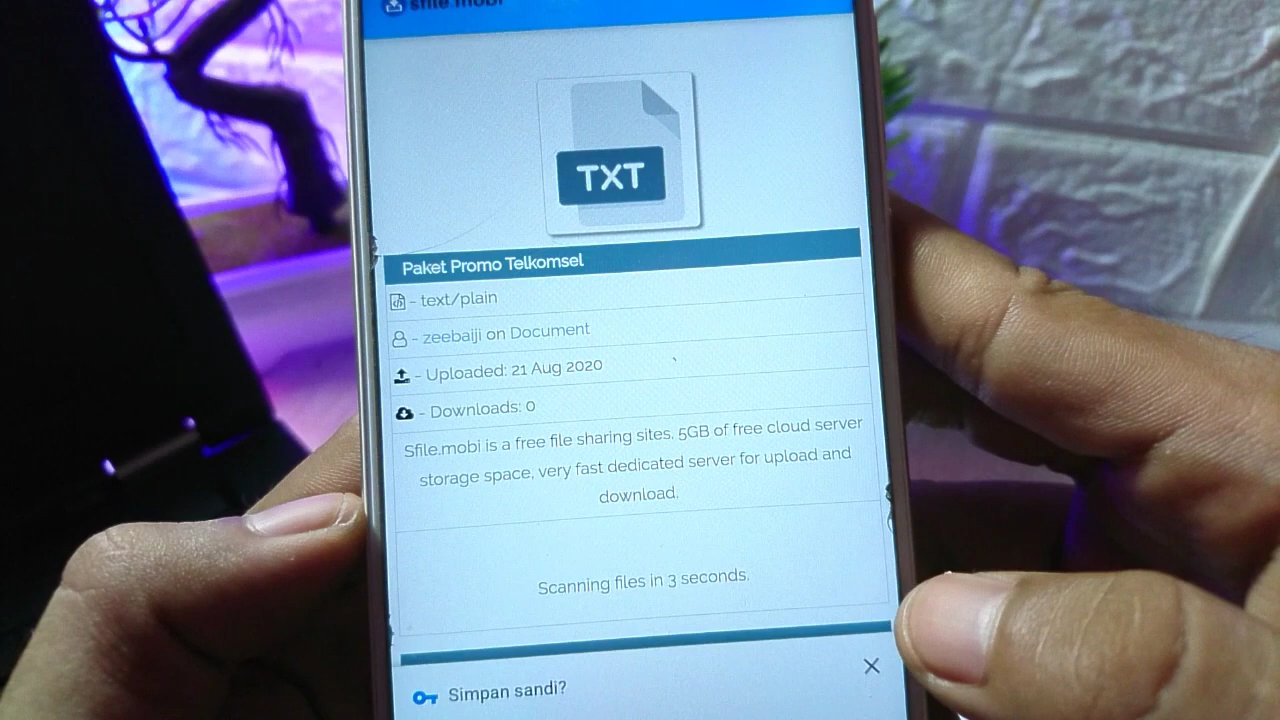 sfile.mobi
TXT
Paket Promo Telkomsel
- text/plain
- zeebaiji on Document
- Uploaded: 21 Aug 2020
- Downloads: 0
Sfile.mobi is a free file sharing sites. 5GB of free cloud server
storage space, very fast dedicated server for upload and
download.
Scanning files in 3 seconds.
Simpan sandi?